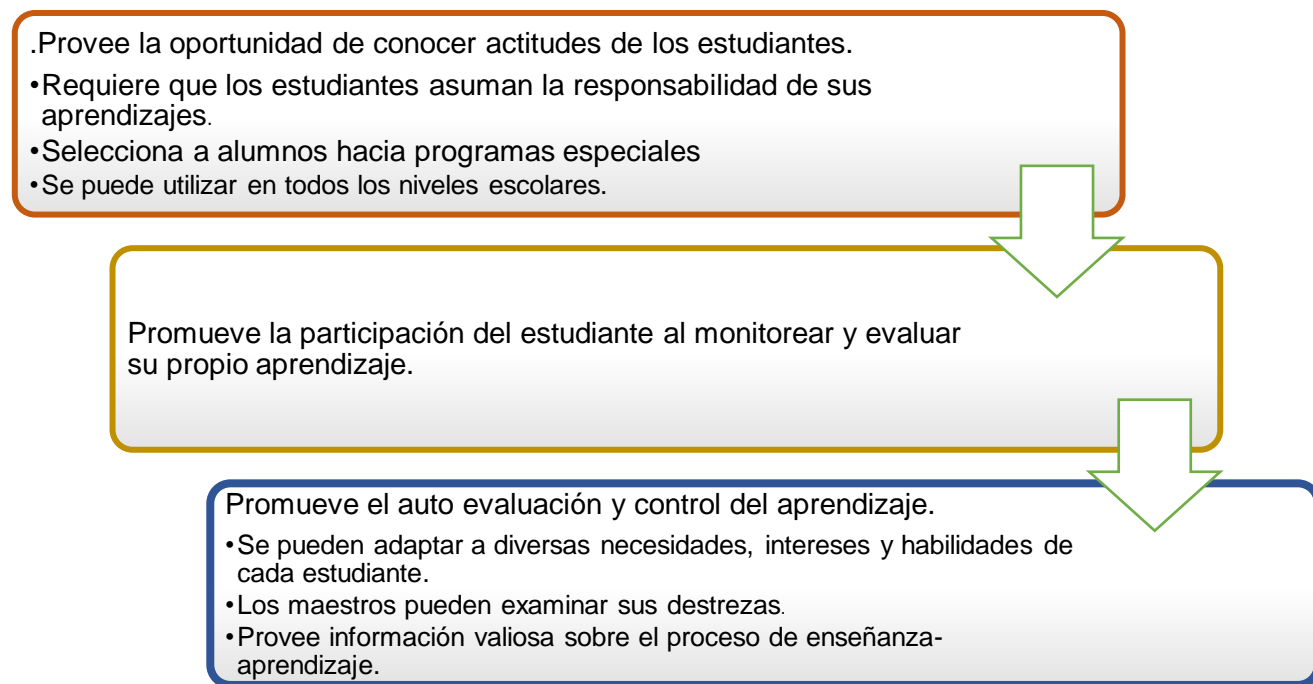 .Provee la oportunidad de conocer actitudes de los estudiantes.
•Requiere que los estudiantes asuman la responsabilidad de sus
aprendizajes.
•Selecciona a alumnos hacia programas especiales
•Se puede utilizar en todos los niveles escolares.
Promueve la participación del estudiante al monitorear y evaluar
su propio aprendizaje.
Promueve el auto evaluación y control del aprendizaje.
•Se pueden adaptar a diversas necesidades, intereses y habilidades de
cada estudiante.
•Los maestros pueden examinar sus destrezas.
•Provee información valiosa sobre el proceso de enseñanza-
aprendizaje.